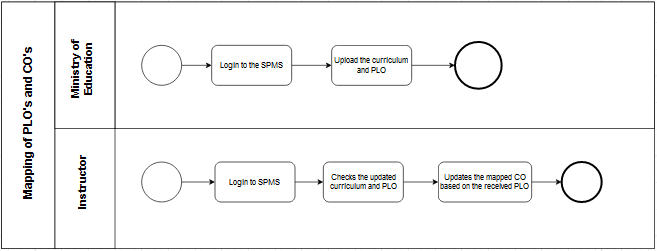 Mapping of PLO's and CO's
Ministry of
Education
Login to the SPMS
Upload the curriculum
and PLO
Instructor
Login to SPMS
Checks the updated
curriculum and PLO
Updates the mapped CO
based on the received PLO